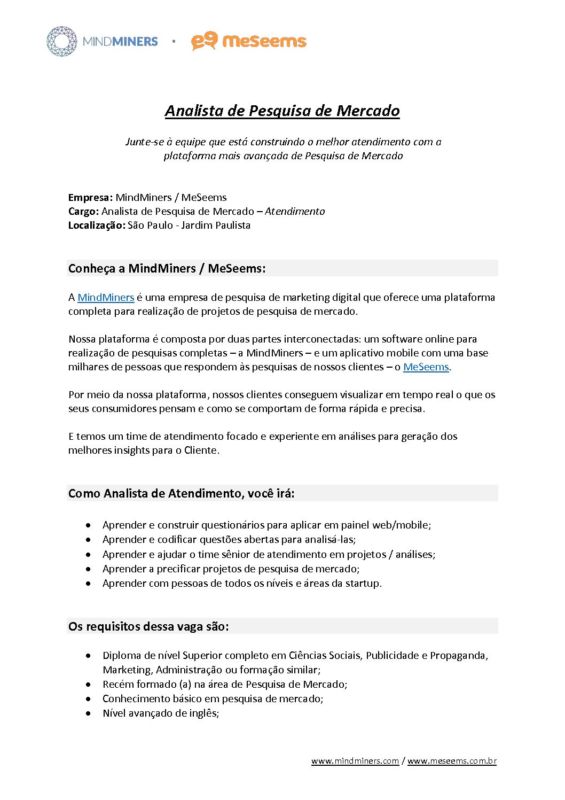 MINDMINERS · MeSeems
Analista de Pesquisa de Mercado
Junte-se à equipe que está construindo o melhor atendimento com a
plataforma mais avançada de Pesquisa de Mercado
Empresa: MindMiners / MeSeems
Cargo: Analista de Pesquisa de Mercado – Atendimento
Localização: São Paulo - Jardim Paulista
Conheça a MindMiners / MeSeems:
A MindMiners é uma empresa de pesquisa de marketing digital que oferece uma plataforma
completa para realização de projetos de pesquisa de mercado.
Nossa plataforma é composta por duas partes interconectadas: um software online para
realização de pesquisas completas – a MindMiners – e um aplicativo mobile com uma base
milhares de pessoas que respondem às pesquisas de nossos clientes – o MeSeems.
Por meio da nossa plataforma, nossos clientes conseguem visualizar em tempo real o que os
seus consumidores pensam e como se comportam de forma rápida e precisa.
E temos um time de atendimento focado e experiente em análises para geração dos
melhores insights para o Cliente.
Como Analista de Atendimento, você irá:
• Aprender e construir questionários para aplicar em painel web/mobile;
• Aprender e codificar questões abertas para analisá-las;
• Aprender e ajudar o time sênior de atendimento em projetos / análises;
• Aprender a precificar projetos de pesquisa de mercado;
• Aprender com pessoas de todos os níveis e áreas da startup.
Os requisitos dessa vaga são:
• Diploma de nível Superior completo em Ciências Sociais, Publicidade e Propaganda,
Marketing, Administração ou formação similar;
• Recém formado (a) na área de Pesquisa de Mercado;
• Conhecimento básico em pesquisa de mercado;
• Nível avançado de inglês;
www.mindminers.com / www.meseems.com.br